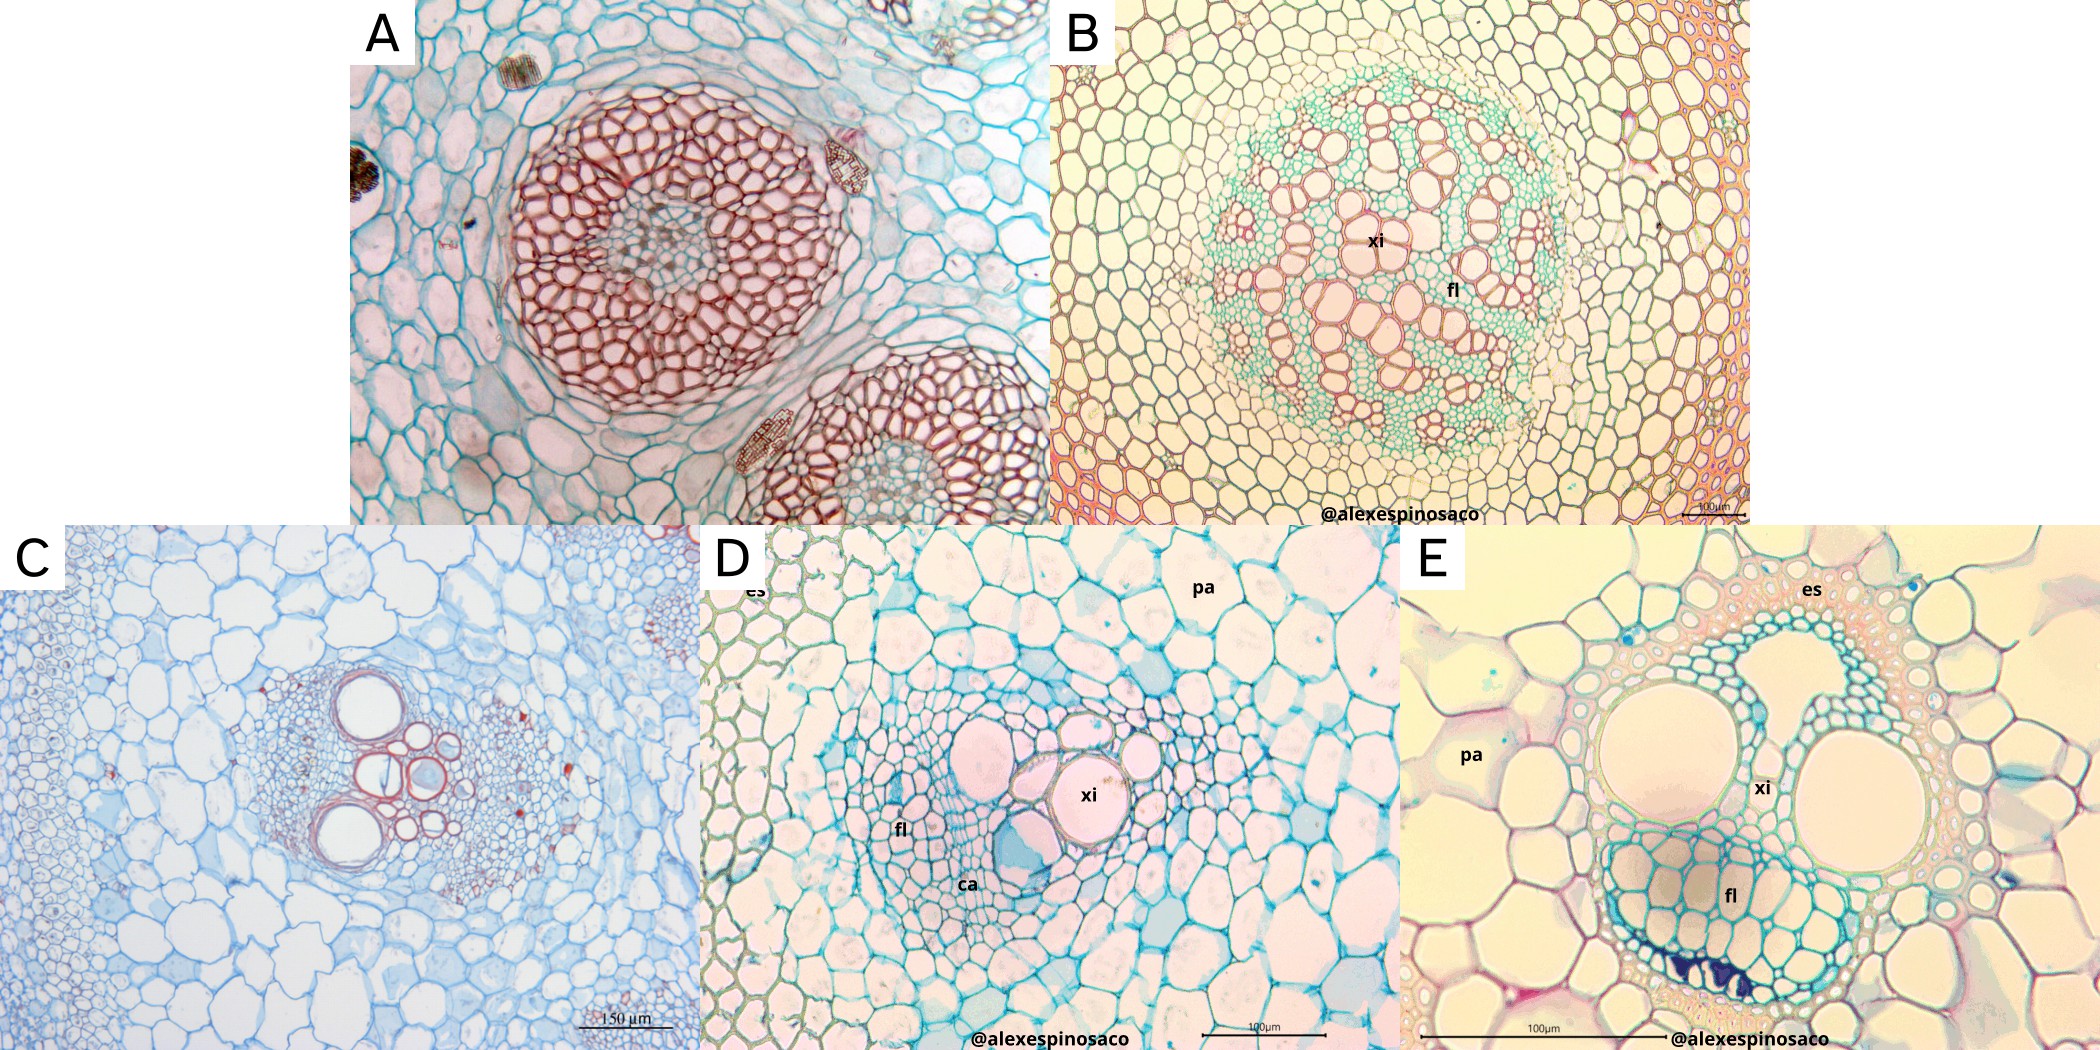 A
B
xi
fl
100µm
@alexespinosaco
C
D
E
es
es
pa
pa
xi
xi
fl
ca
fl
150 µm
100µm
@alexespinosaco
100µm
@alexespinosaco